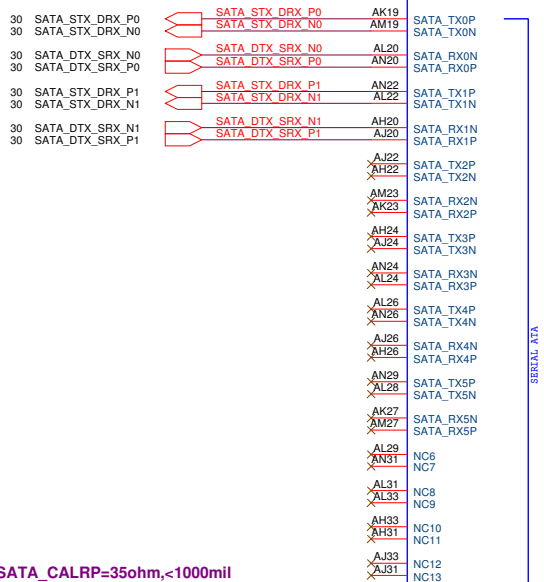 30 SATA_STX_DRX_P0 SATA_STX_DRX_P0 AK19 SATA_TX0P
30 SATA_STX_DRX_N0 SATA_STX_DRX_N0 AM19 SATA_TX0N
30 SATA_DTX_SRX_N0 SATA_DTX_SRX_N0 AL20 SATA_RX0N
30 SATA_DTX_SRX_P0 SATA_DTX_SRX_P0 AN20 SATA_RX0P
30 SATA_STX_DRX_P1 SATA_STX_DRX_P1 AN22 SATA_TX1P
30 SATA_STX_DRX_N1 SATA_STX_DRX_N1 AL22 SATA_TX1N
30 SATA_DTX_SRX_N1 SATA_DTX_SRX_N1 AH20 SATA_RX1N
30 SATA_DTX_SRX_P1 SATA_DTX_SRX_P1 AJ20 SATA_RX1P
AJ22 SATA_TX2P
AH22 SATA_TX2N
AM23 SATA_RX2N
AK23 SATA_RX2P
AH24 SATA_TX3P
AJ24 SATA_TX3N
AN24 SATA_RX3N
AL24 SATA_RX3P
AL26 SATA_TX4P
AN26 SATA_TX4N
AJ26 SATA_RX4N
AH26 SATA_RX4P
AN29 SATA_TX5P
AL28 SATA_TX5N
AK27 SATA_RX5N
AM27 SATA_RX5P
AL29 NC6
AN31 NC7
AL31 NC8
AL33 NC9
AH33 NC10
AH31 NC11
AJ33 NC12
AJ31 NC13
SERIAL ATA
SATA_CALRP=35ohm,<1000mil